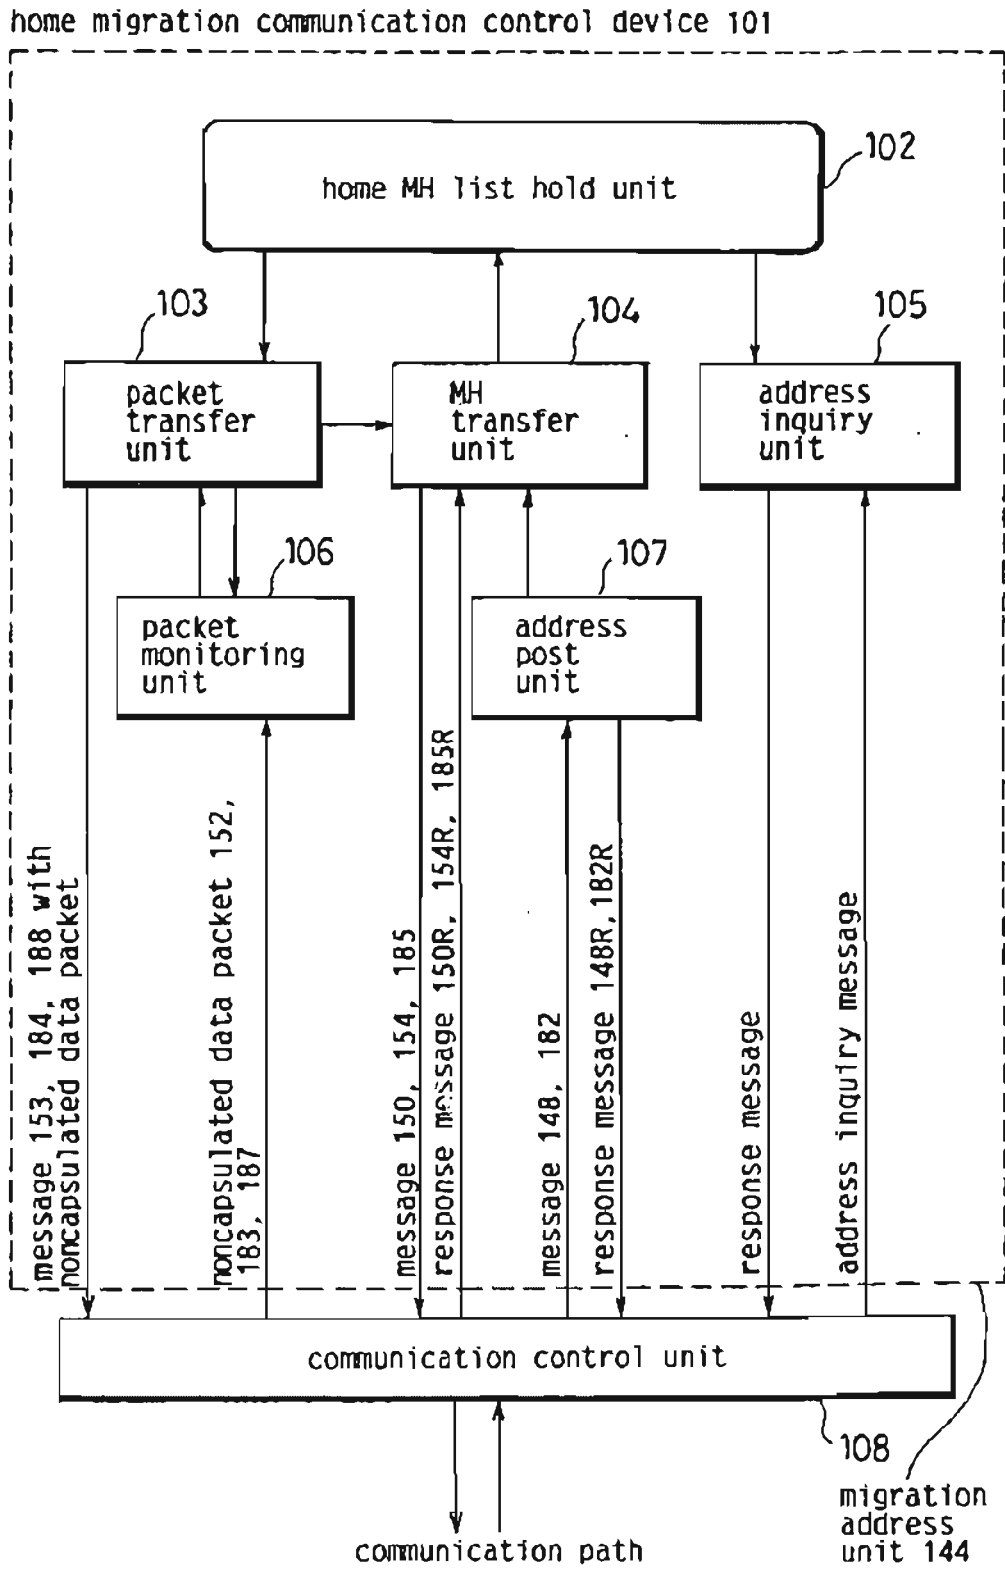 home migration communication control device 101
102
home MH list hold unit
103
104
105
packet
transfer
unit
MH
transfer
unit
address
inquiry
unit
106
107
packet
monitoring
unit
address
post
unit
message 153, 184, 188 with
noncapsulated data packet
noncapsulated data packet 152,
183, 187
message 150, 154, 185
response message 150R, 154R, 185R
message 148, 182
response message 148R, 182R
response message
address inquiry message
communication control unit
108
migration
address
unit 144
communication path